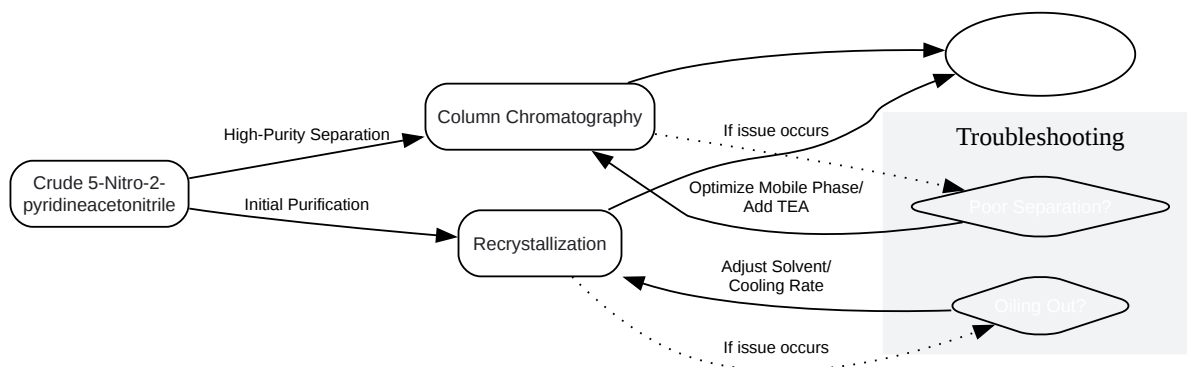 Crude 5-Nitro-2-
pyridineacetonitrile
High-Purity Separation
Initial Purification
Column Chromatography
Recrystallization
If issue occurs
Optimize Mobile Phase/
Add TEA
Adjust Solvent/
Cooling Rate
If issue occurs
Troubleshooting
Poor Separation?
Oiling Out?